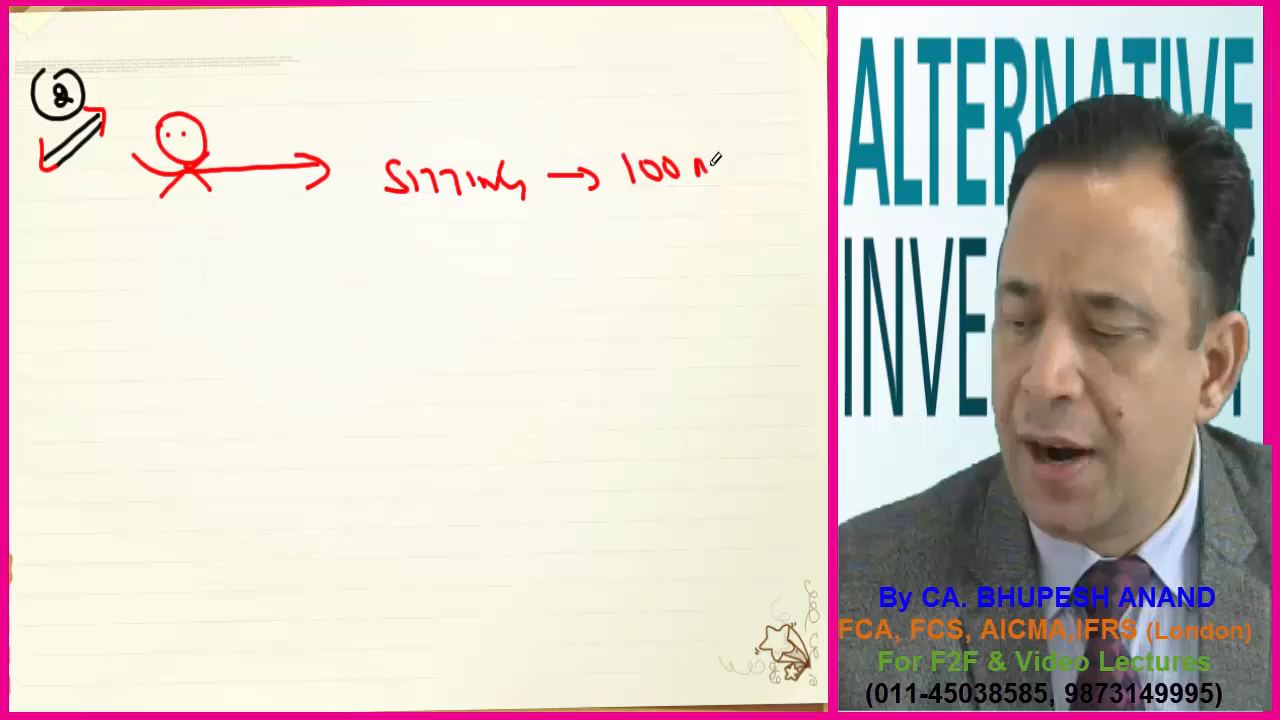 2
SITTING → 100 m
ALTERNATIVE
INVES
T
By CA. BHUPESH ANAND
FCA, FCS, AICMA,IFRS (London)
For F2F & Video Lectures
(011-45038585, 9873149995)